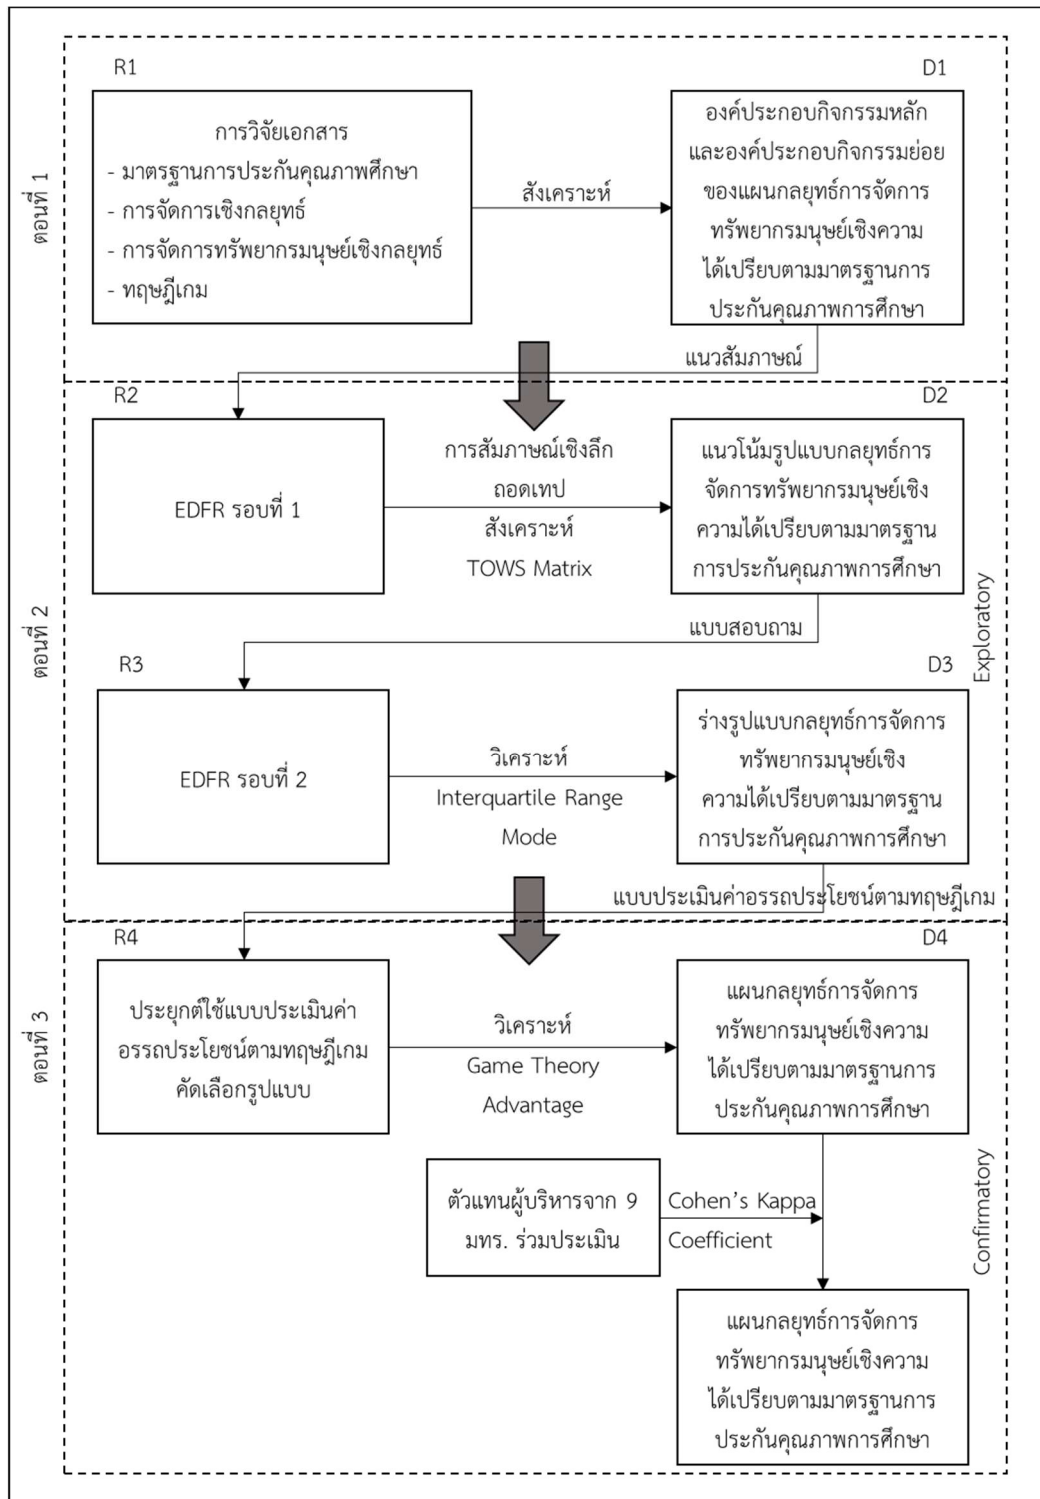 ตอนที่ 1
R1
การวิจัยเอกสาร
- มาตรฐานการประกันคุณภาพศึกษา
- การจัดการเชิงกลยุทธ์
- การจัดการทรัพยากรมนุษย์เชิงกลยุทธ์
- ทฤษฎีเกม
สังเคราะห์
D1
องค์ประกอบกิจกรรมหลัก
และองค์ประกอบกิจกรรมย่อย
ของแผนกลยุทธ์การจัดการ
ทรัพยากรมนุษย์เชิงความ
ได้เปรียบตามมาตรฐานการ
ประกันคุณภาพการศึกษา
แนวสัมภาษณ์
ตอนที่ 2
R2
EDFR รอบที่ 1
การสัมภาษณ์เชิงลึก
ถอดเทป
สังเคราะห์
TOWS Matrix
D2
แนวโน้มรูปแบบกลยุทธ์การ
จัดการทรัพยากรมนุษย์เชิง
ความได้เปรียบตามมาตรฐาน
การประกันคุณภาพการศึกษา
แบบสอบถาม
Exploratory
R3
EDFR รอบที่ 2
วิเคราะห์
Interquartile Range
Mode
D3
ร่างรูปแบบกลยุทธ์การจัดการ
ทรัพยากรมนุษย์เชิง
ความได้เปรียบตามมาตรฐาน
การประกันคุณภาพการศึกษา
แบบประเมินค่าอรรถประโยชน์ตามทฤษฎีเกม
ตอนที่ 3
R4
ประยุกต์ใช้แบบประเมินค่า
อรรถประโยชน์ตามทฤษฎีเกม
คัดเลือกรูปแบบ
วิเคราะห์
Game Theory
Advantage
D4
แผนกลยุทธ์การจัดการ
ทรัพยากรมนุษย์เชิงความ
ได้เปรียบตามมาตรฐานการ
ประกันคุณภาพการศึกษา
ตัวแทนผู้บริหารจาก 9
มทร. ร่วมประเมิน
Cohen's Kappa
Coefficient
Confirmatory
แผนกลยุทธ์การจัดการ
ทรัพยากรมนุษย์เชิงความ
ได้เปรียบตามมาตรฐานการ
ประกันคุณภาพการศึกษา